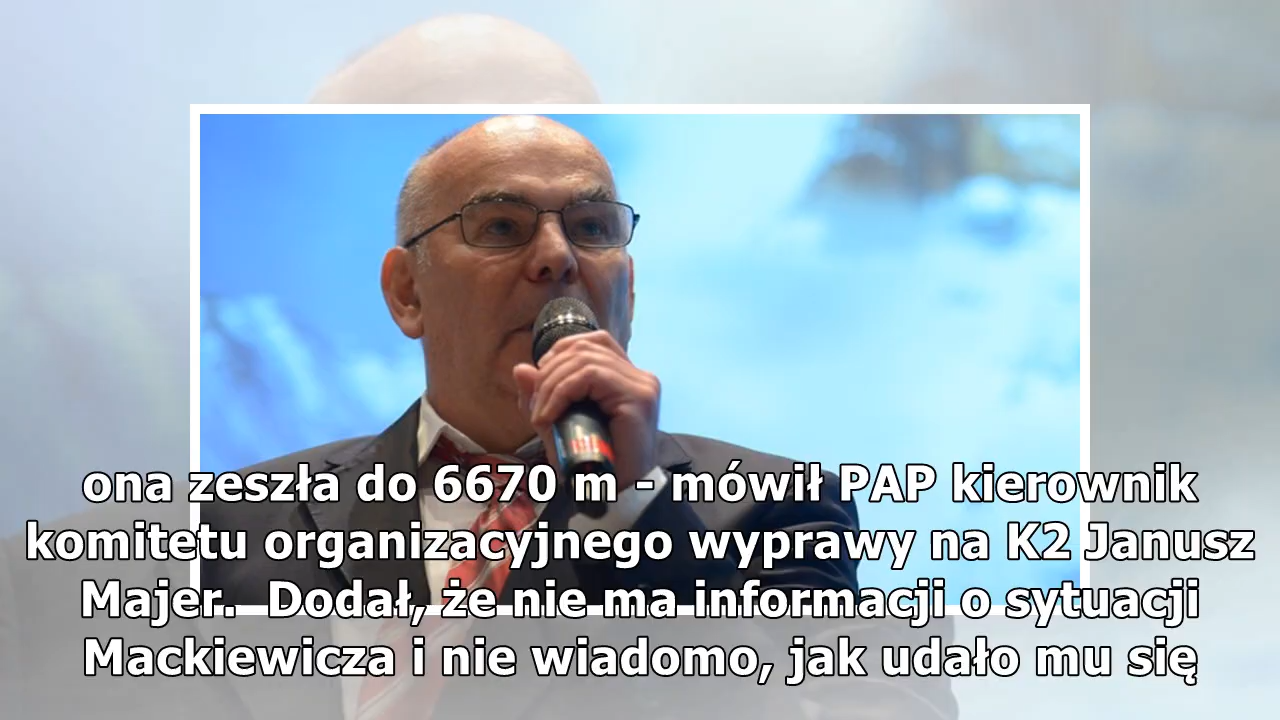 ona zeszła do 6670 m - mówił PAP kierownik
komitetu organizacyjnego wyprawy na K2 Janusz
Majer.  Dodał, że nie ma informacji o sytuacji
Mackiewicza i nie wiadomo, jak udało mu się